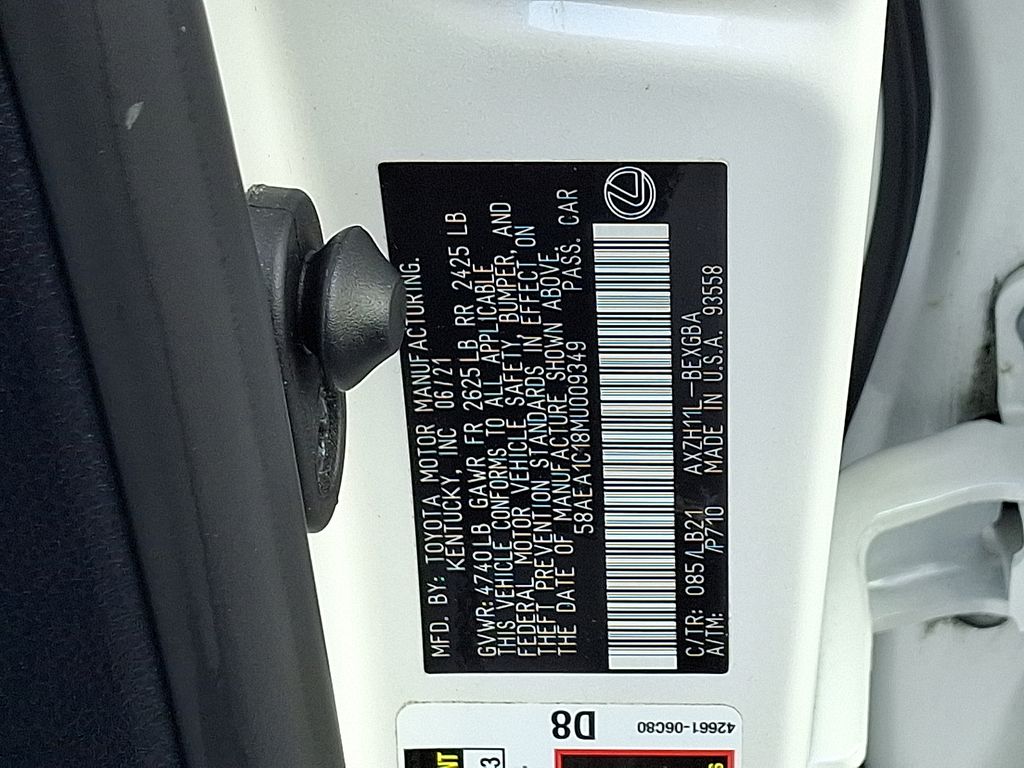 MFD. BY: TOYOTA MOTOR MANUFACTURING.
KENTUCKY, INC 06/21
GVWR: 4740LB GAWR FR 2625LB RR 2425 LB
THIS VEHICLE CONFORMS TO ALL APPLICABLE
FEDERAL MOTOR VEHICLE SAFETY, BUMPER, AND
THEFT PREVENTION STANDARDS IN EFFECT ON
THE DATE OF MANUFACTURE SHOWN ABOVE.
58AEA1C18MU009349 PASS. CAR
C/TR: 085/LB21 AXZH11L-BEXGBA
A/TM: /P710 MADE IN U.S.A. 93558
D8
42661-06C80